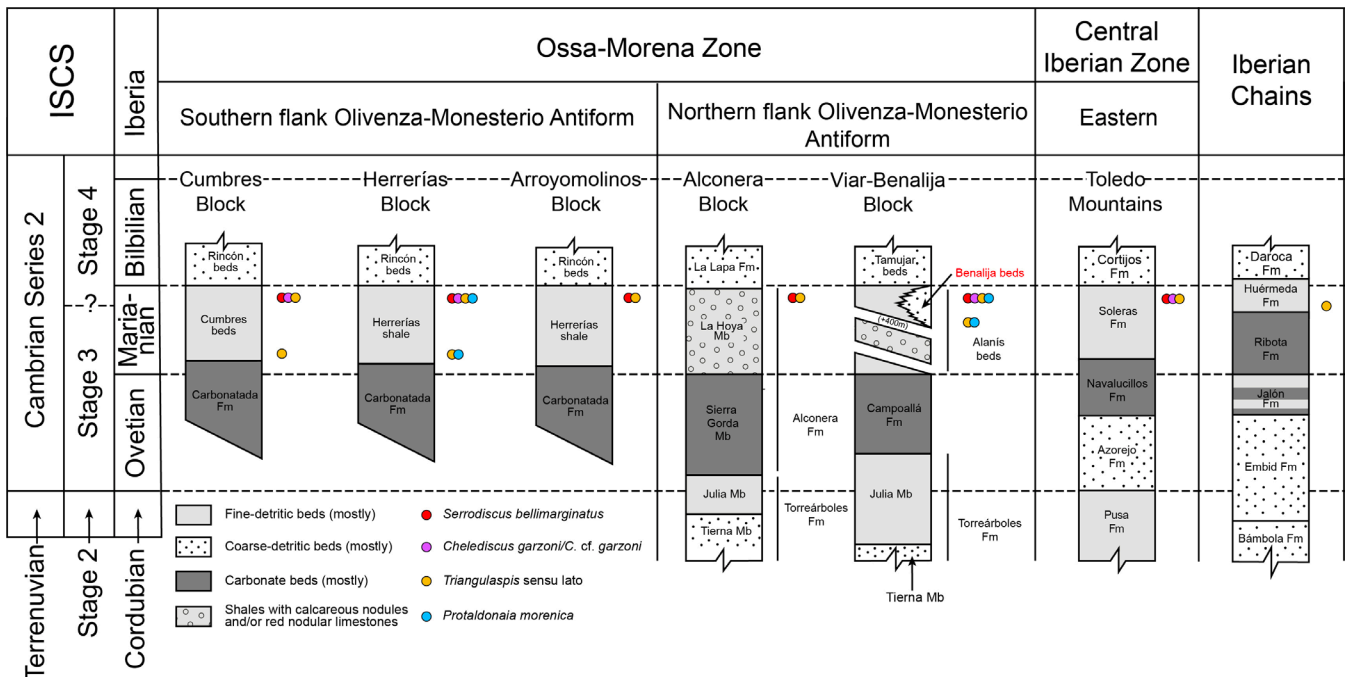 ISCS
Iberia
Ossa-Morena Zone
Central
Iberian Zone
Iberian
Chains
Southern flank Olivenza-Monesterio Antiform
Northern flank Olivenza-Monesterio
Antiform
Eastern
Cambrian Series 2
Stage 4
?
Stage 3
Bilbilian
Maria-
nian
Ovetian
Terrenuvian
Stage 2
Cordubian
Cumbres
Block
Herrerías
Block
Arroyomolinos
Block
Alconera
Block
Viar-Benalija
Block
Toledo
Mountains
Rincón
beds
Cumbres
beds
Carbonatada
Fm
Rincón
beds
Herrerías
shale
Carbonatada
Fm
Rincón
beds
Herrerías
shale
Carbonatada
Fm
La Lapa Fm
La Hoya
Mb
Sierra
Gorda
Mb
Julia Mb
Tierna Mb
Alconera
Fm
Torreárboles
Fm
Tamujar
beds
Benalija beds
(+400m)
Alanís
beds
Campoallá
Fm
Julia Mb
Torreárboles
Fm
Tierna Mb
Cortijos
Fm
Soleras
Fm
Navalucillos
Fm
Azorejo
Fm
Pusa
Fm
Daroca
Fm
Huérmeda
Fm
Ribota
Fm
Jalón
Fm
Embid Fm
Bámbola Fm
Fine-detritic beds (mostly)
Coarse-detritic beds (mostly)
Carbonate beds (mostly)
Shales with calcareous nodules
and/or red nodular limestones
Serrodiscus bellimarginatus
Chelediscus garzoni/C. cf. garzoni
Triangulaspis sensu lato
Protaldonaia morenica